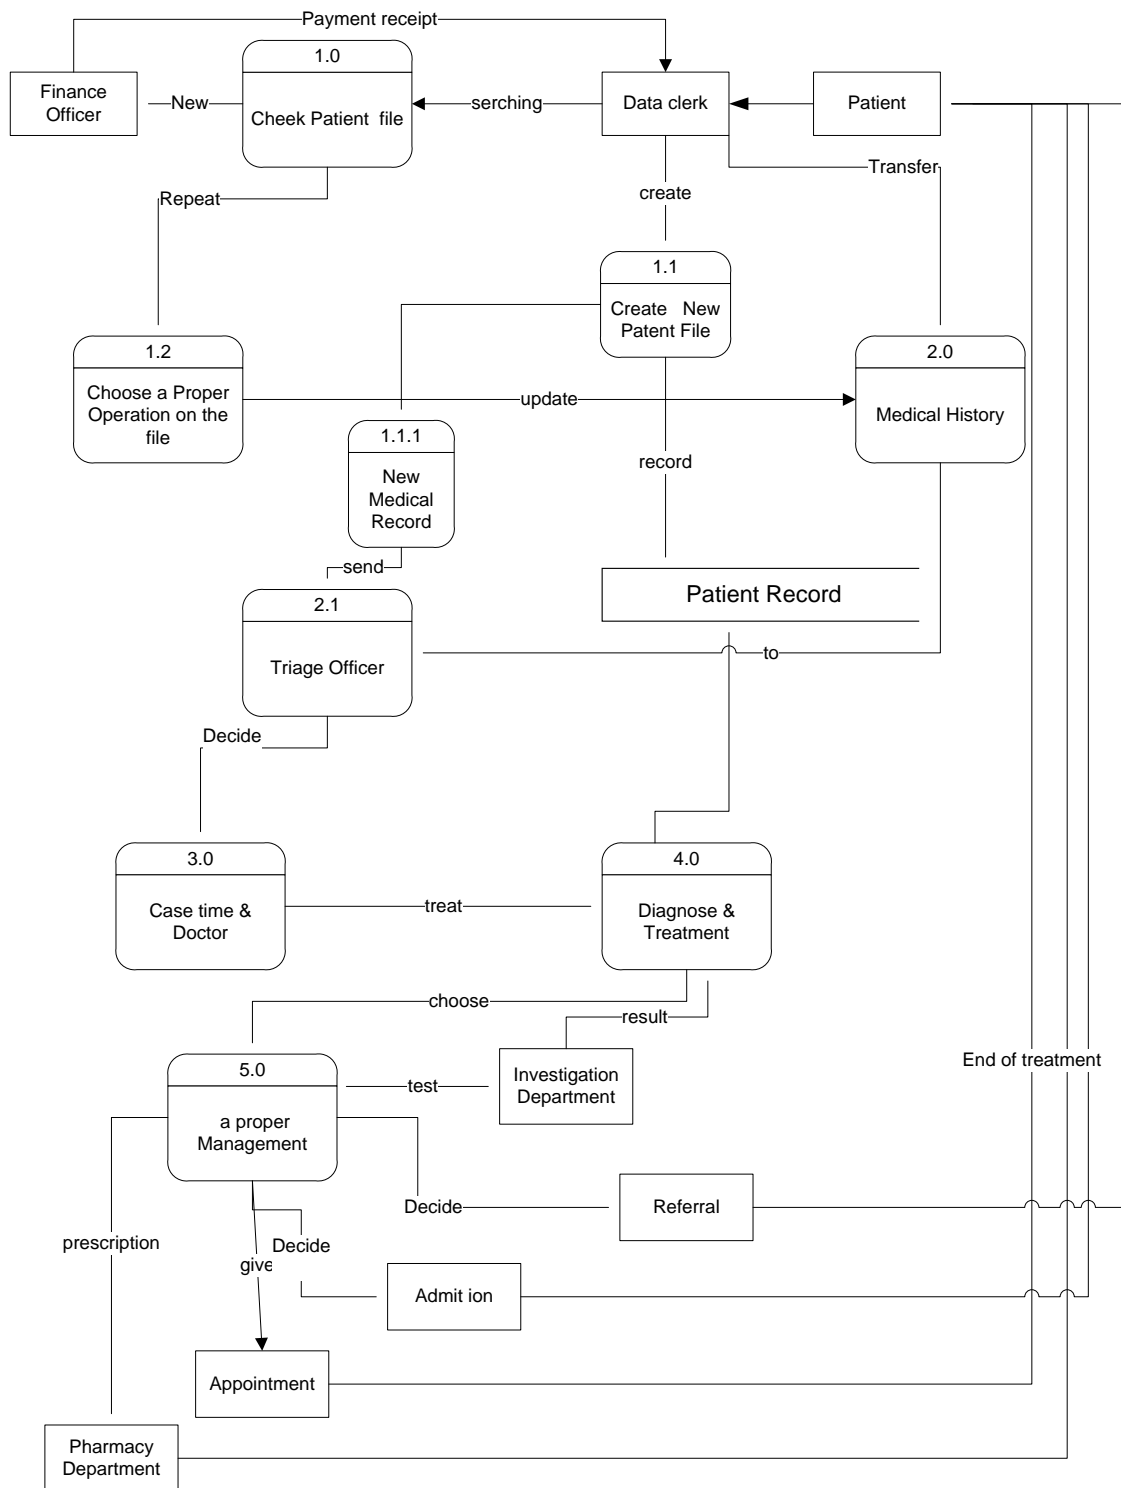 Payment receipt
1.0
Cheek Patient file
Finance
Officer
New
serching
Data clerk
Patient
Transfer
Repeat
create
1.1
Create New
Patent File
1.2
Choose a Proper
Operation on the
file
update
2.0
Medical History
1.1.1
New
Medical
Record
record
send
Patient Record
2.1
Triage Officer
to
Decide
3.0
Case time &
Doctor
treat
4.0
Diagnose &
Treatment
choose
result
5.0
a proper
Management
test
Investigation
Department
End of treatment
Decide
Referral
prescription
Decide
give
Admit ion
Appointment
Pharmacy
Department